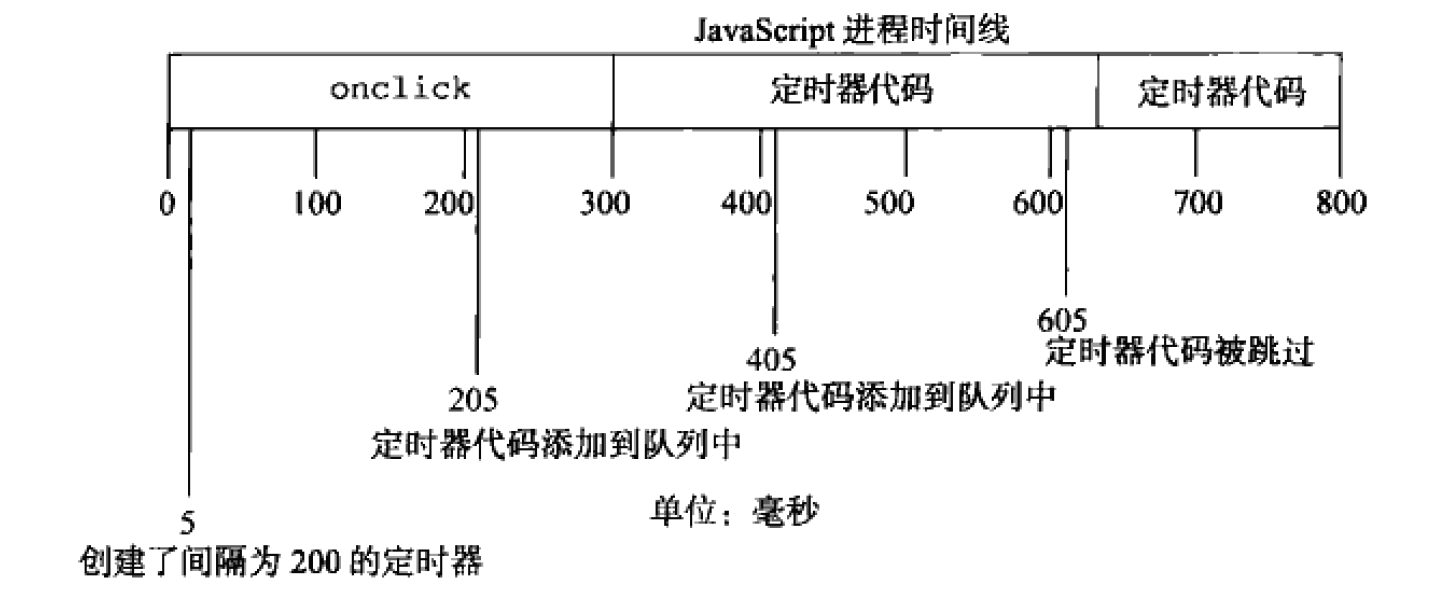 JavaScript 进程时间线
onclick 定时器代码 定时器代码
0 100 200 300 400 500 600 700 800
605
定时器代码被跳过
405
定时器代码添加到队列中
205
定时器代码添加到队列中
单位：毫秒
5
创建了间隔为 200 的定时器